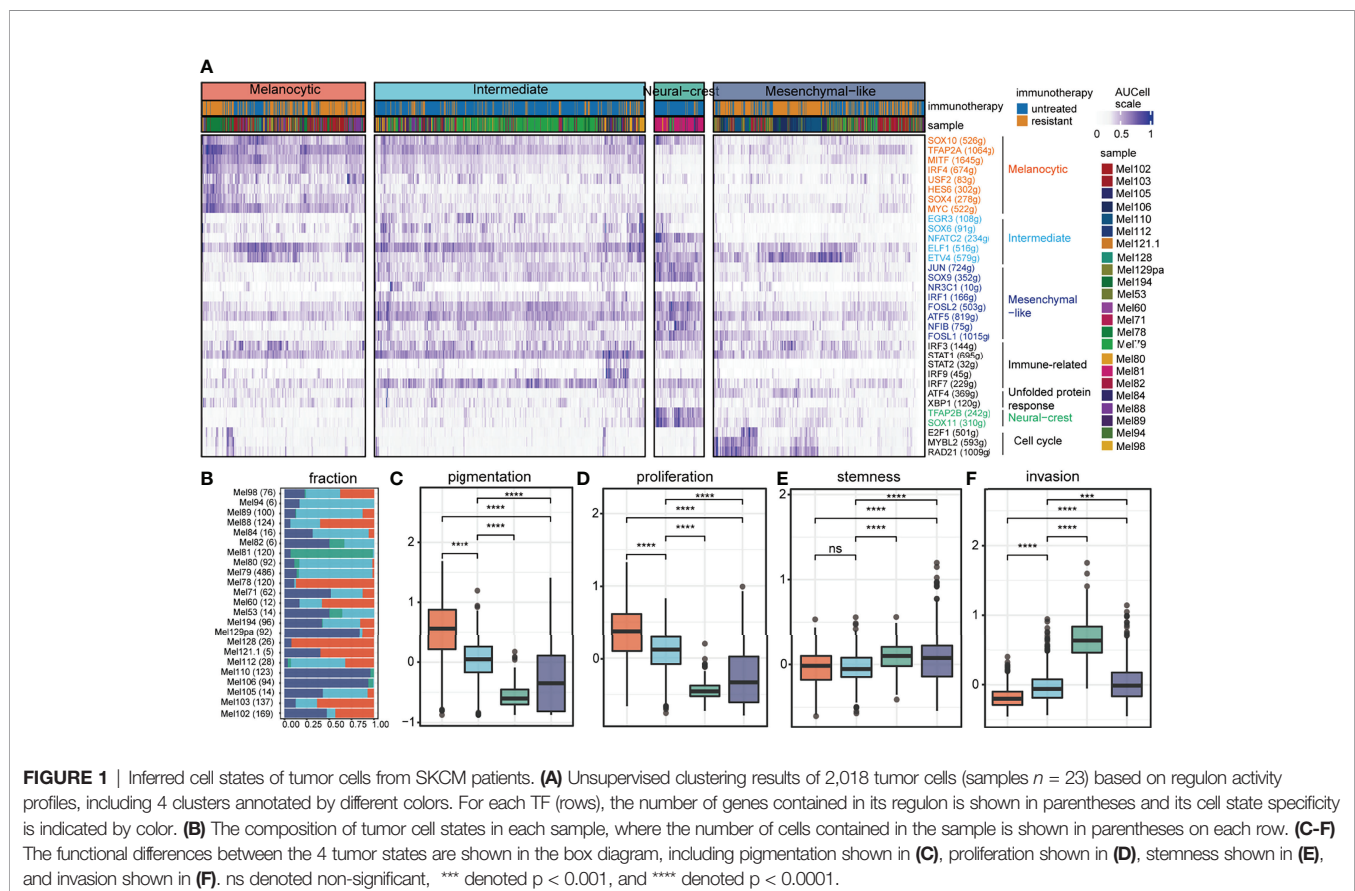 A
Melanocytic
Intermediate
Neural-crest
Mesenchymal-like
immunotherapy
sample
SOX10 (526g)
TFAP2A (1064g)
MITF (1645g)
IRF4 (674g)
USF2 (83g)
HES6 (302g)
SOX4 (278g)
MYC (522g)
EGR3 (108g)
SOX6 (91g)
NFATC2 (234g
ELF1 (516g)
ETV4 (579g)
JUN (724g)
SOX9 (352g)
NR3C1 (10g)
IRF1 (166g)
FOSL2 (503g)
ATF5 (819g)
NFIB (75g)
FOSL1 (1015g
IRF3 (144g)
STAT1 (695g)
STAT2 (32g)
IRF9 (45g)
IRF7 (229g)
ATF4 (369g)
XBP1 (120g)
TFAP2B (242g)
SOX11 (310g)
E2F1 (501g)
MYBL2 (593g)
RAD21 (1009g
Melanocytic
Intermediate
Mesenchymal
-like
Immune-related
Unfolded protein
response
Neural-crest
Cell cycle
immunotherapy
untreated
resistant
AUCell
scale
0 0.5 1
sample
Mel102
Mel103
Mel105
Mel106
Mel110
Mel112
Mel121.1
Mel128
Mel129pa
Mel194
Mel53
Mel60
Mel71
Mel78
Mel79
Mel80
Mel81
Mel82
Mel84
Mel88
Mel89
Mel94
Mel98
B
fraction
Mel98 (76)
Mel94 (6)
Mel89 (100)
Mel88 (124)
Mel84 (16)
Mel82 (6)
Mel81 (120)
Mel80 (92)
Mel79 (486)
Mel78 (120)
Mel71 (62)
Mel60 (12)
Mel53 (14)
Mel194 (96)
Mel129pa (92)
Mel128 (26)
Mel121.1 (5)
Mel112 (28)
Mel110 (123)
Mel106 (94)
Mel105 (14)
Mel103 (137)
Mel102 (169)
0.00 0.25 0.50 0.75 1.00
C
pigmentation
2
1
0
-1
****
****
****
****
D
proliferation
2
1
0
****
****
****
****
E
stemness
2
1
0
****
****
****
ns
F
invasion
2
1
0
***
****
****
****
FIGURE 1 | Inferred cell states of tumor cells from SKCM patients. (A) Unsupervised clustering results of 2,018 tumor cells (samples n = 23) based on regulon activity
profiles, including 4 clusters annotated by different colors. For each TF (rows), the number of genes contained in its regulon is shown in parentheses and its cell state specificity
is indicated by color. (B) The composition of tumor cell states in each sample, where the number of cells contained in the sample is shown in parentheses on each row. (C-F)
The functional differences between the 4 tumor states are shown in the box diagram, including pigmentation shown in (C), proliferation shown in (D), stemness shown in (E),
and invasion shown in (F). ns denoted non-significant, *** denoted p < 0.001, and **** denoted p < 0.0001.